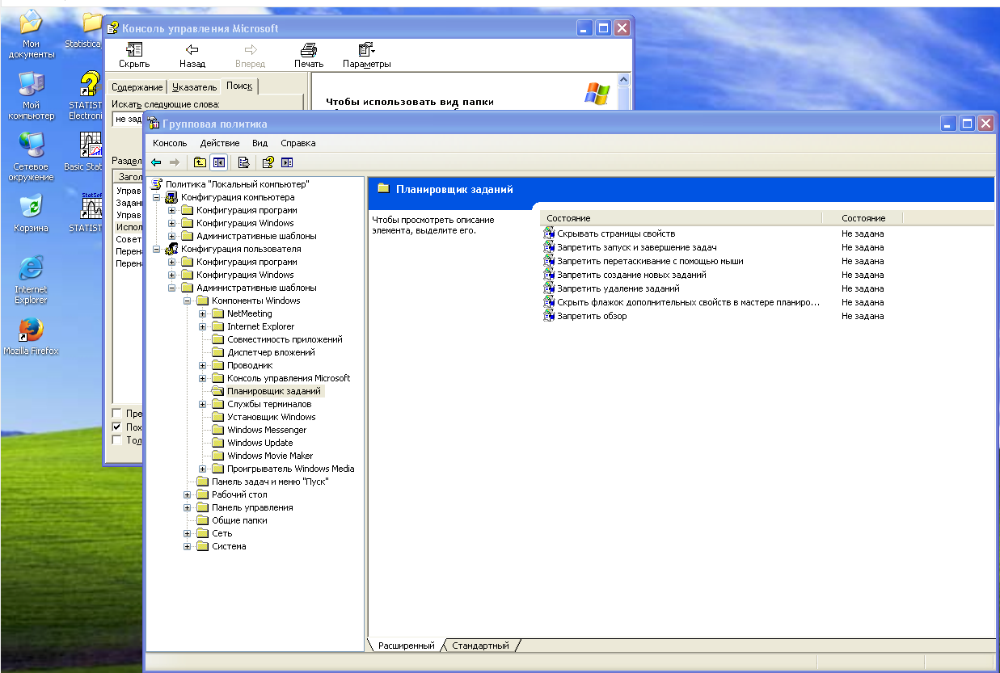 Мои документы
Statistica
Мой компьютер
STATIST
Electroni
Сетевое окружение
Basic Stat
Корзина
StatSoft
STATIST
Internet Explorer
Mozilla Firefox
Консоль управления Microsoft
Скрыть
Назад
Вперед
Печать
Параметры
Содержание
Указатель
Поиск
Искать следующие слова:
не зад
Чтобы использовать вид папки
Раздел
Загол
Управ
Задан
Управ
Испол
Совет
Перен
Перен
Пре
Пох
Тол
Групповая политика
Консоль
Действие
Вид
Справка
Политика "Локальный компьютер"
Конфигурация компьютера
Конфигурация программ
Конфигурация Windows
Административные шаблоны
Конфигурация пользователя
Конфигурация программ
Конфигурация Windows
Административные шаблоны
Компоненты Windows
NetMeeting
Internet Explorer
Совместимость приложений
Диспетчер вложений
Проводник
Консоль управления Microsoft
Планировщик заданий
Службы терминалов
Установщик Windows
Windows Messenger
Windows Update
Windows Movie Maker
Проигрыватель Windows Media
Панель задач и меню "Пуск"
Рабочий стол
Панель управления
Общие папки
Сеть
Система
Планировщик заданий
Чтобы просмотреть описание
элемента, выделите его.
Состояние Состояние
Скрывать страницы свойств Не задана
Запретить запуск и завершение задач Не задана
Запретить перетаскивание с помощью мыши Не задана
Запретить создание новых заданий Не задана
Запретить удаление заданий Не задана
Скрыть флажок дополнительных свойств в мастере планиро... Не задана
Запретить обзор Не задана
Расширенный
Стандартный